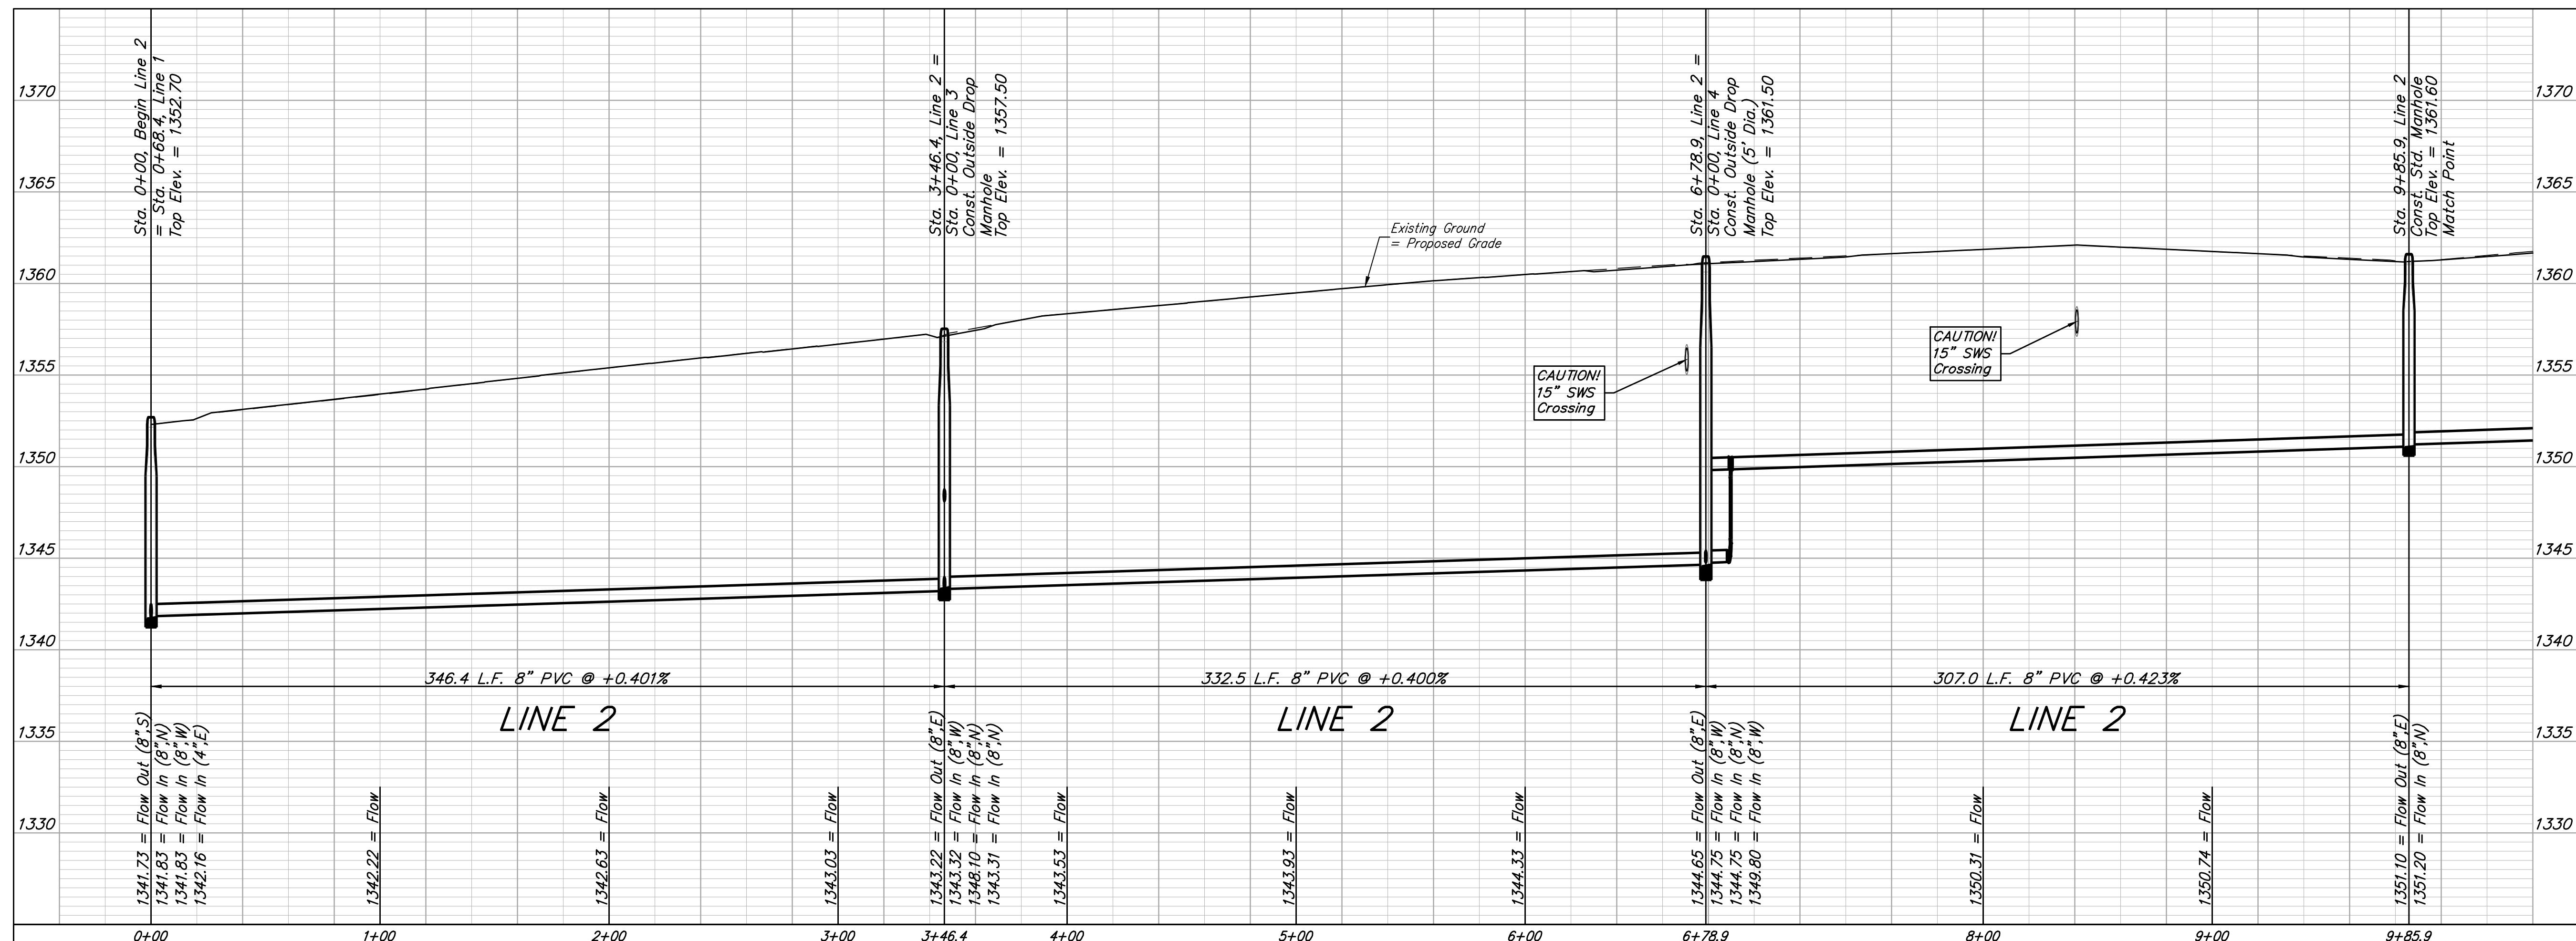 Sta. 0+00, Begin Line 2
= Sta. 0+68.4, Line 1
Top Elev. = 1352.70
Sta. 3+46.4, Line 2 =
Sta. 0+00, Line 3
Const. Outside Drop
Manhole
Top Elev. = 1357.50
Sta. 6+78.9, Line 2 =
Sta. 0+00, Line 4
Const. Outside Drop
Manhole (5' Dia.)
Top Elev. = 1361.50
Sta. 9+85.9, Line 2
Const. Std. Manhole
Top Elev. = 1361.60
Match Point
1370
1365
1360
1355
1350
1345
1340
1335
1330
1370
1365
1360
1355
1350
1345
1340
1335
1330
Existing Ground
= Proposed Grade
CAUTION!
15" SWS
Crossing
CAUTION!
15" SWS
Crossing
346.4 L.F. 8" PVC @ +0.401%
332.5 L.F. 8" PVC @ +0.400%
307.0 L.F. 8" PVC @ +0.423%
LINE 2
LINE 2
LINE 2
1341.73 = Flow Out (8",S)
1341.83 = Flow In (8",N)
1341.83 = Flow In (8",W)
1342.16 = Flow In (4",E)
1342.22 = Flow
1342.63 = Flow
1343.03 = Flow
1343.22 = Flow Out (8",E)
1343.32 = Flow In (8",W)
1348.10 = Flow In (8",N)
1343.31 = Flow In (8",N)
1343.53 = Flow
1343.93 = Flow
1344.33 = Flow
1344.65 = Flow Out (8",E)
1344.75 = Flow In (8",W)
1344.75 = Flow In (8",N)
1349.80 = Flow In (8",W)
1350.31 = Flow
1350.74 = Flow
1351.10 = Flow Out (8",E)
1351.20 = Flow In (8",N)
0+00
1+00
2+00
3+00
3+46.4
4+00
5+00
6+00
6+78.9
8+00
9+00
9+85.9